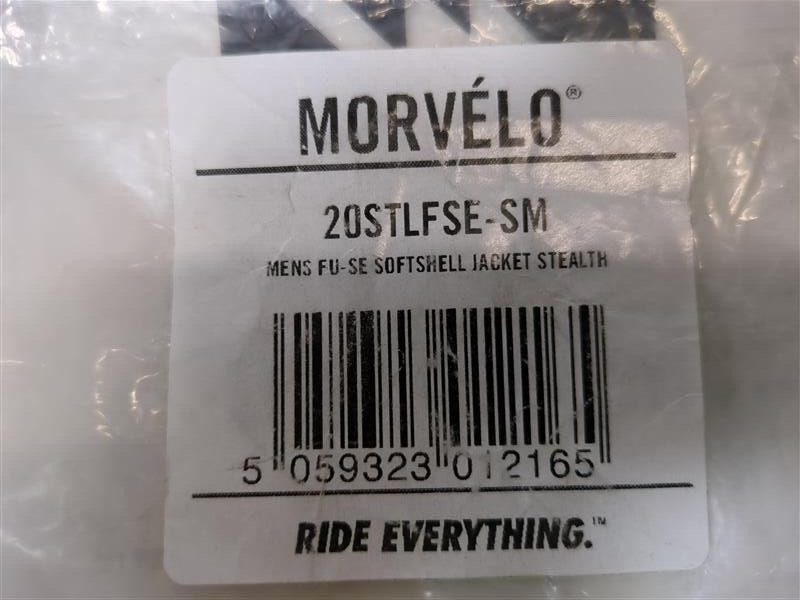 MORVÉLO®
20STLFSE-SM
MENS FU-SE SOFTSHELL JACKET STEALTH
5 059323 012165
RIDE EVERYTHING.™